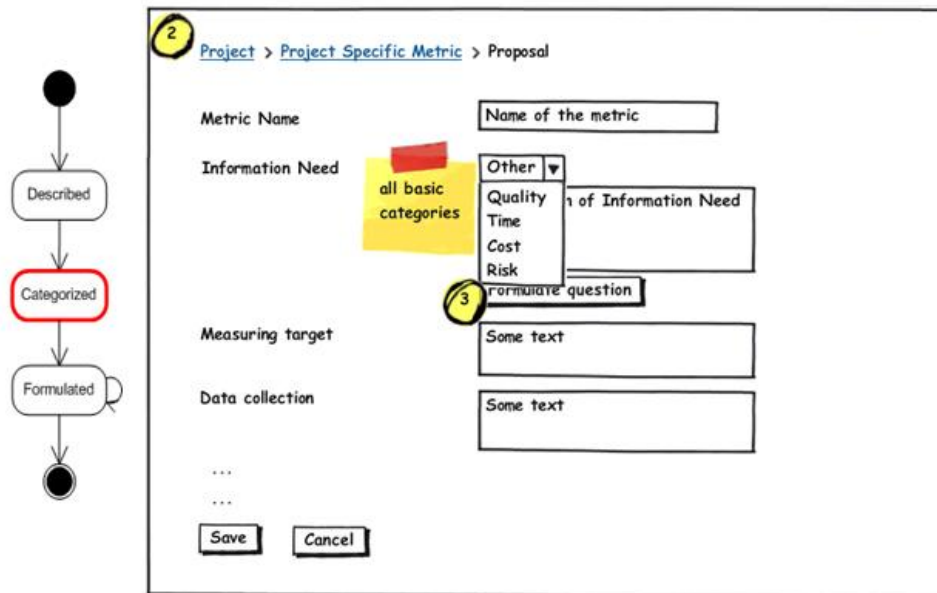 2
Project > Project Specific Metric > Proposal
Described
Categorized
Formulated
Metric Name
Name of the metric
Information Need
all basic
categories
Other
Quality
Time
Cost
Risk
of Information Need
3
Formulate question
Measuring target
Some text
Data collection
Some text
...
...
Save
Cancel